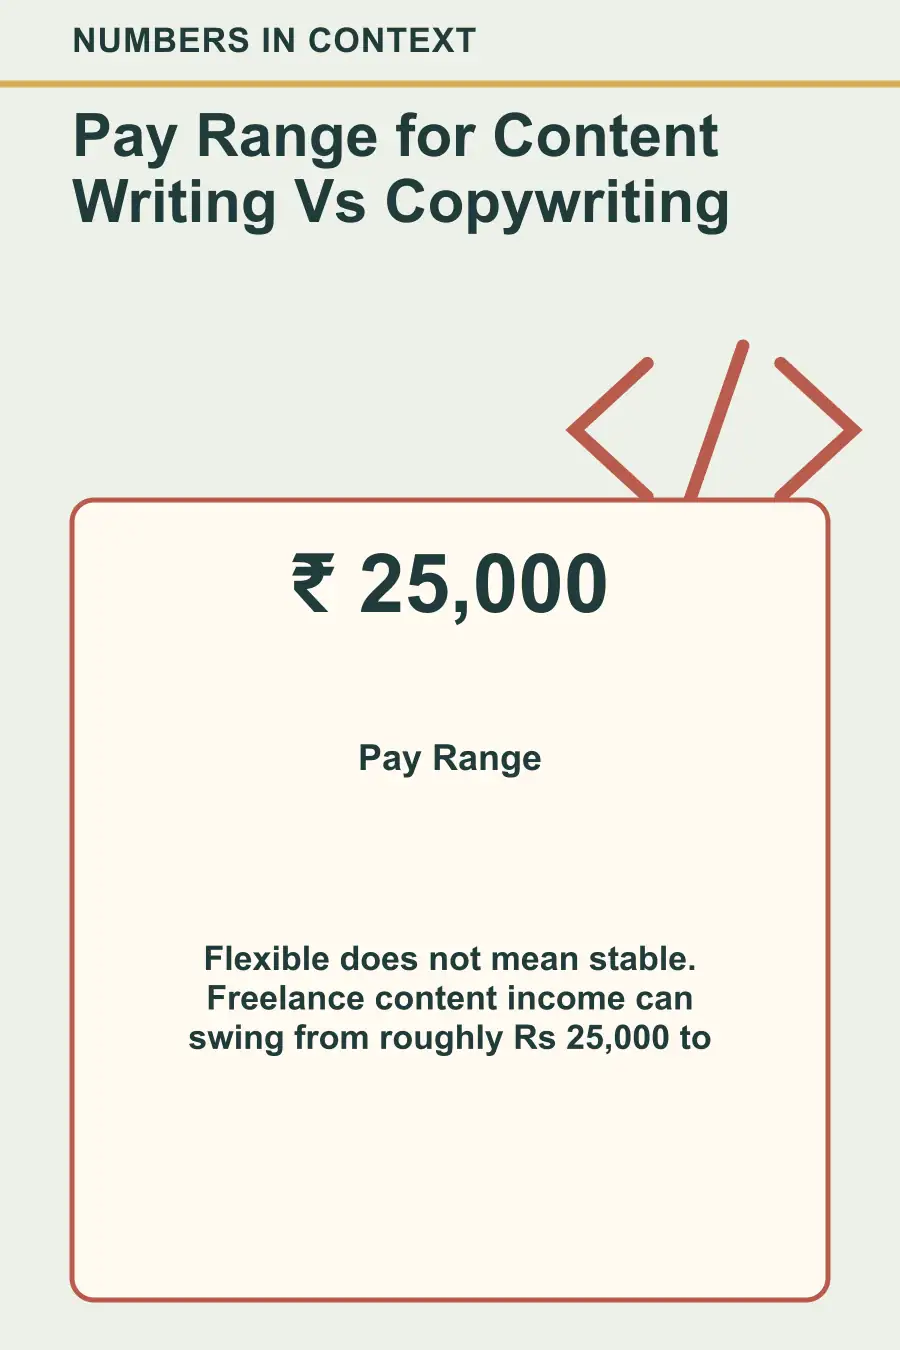 NUMBERS IN CONTEXT
Pay Range for Content
Writing Vs Copywriting
₹ 25,000
Pay Range
Flexible does not mean stable.
Freelance content income can
swing from roughly Rs 25,000 to